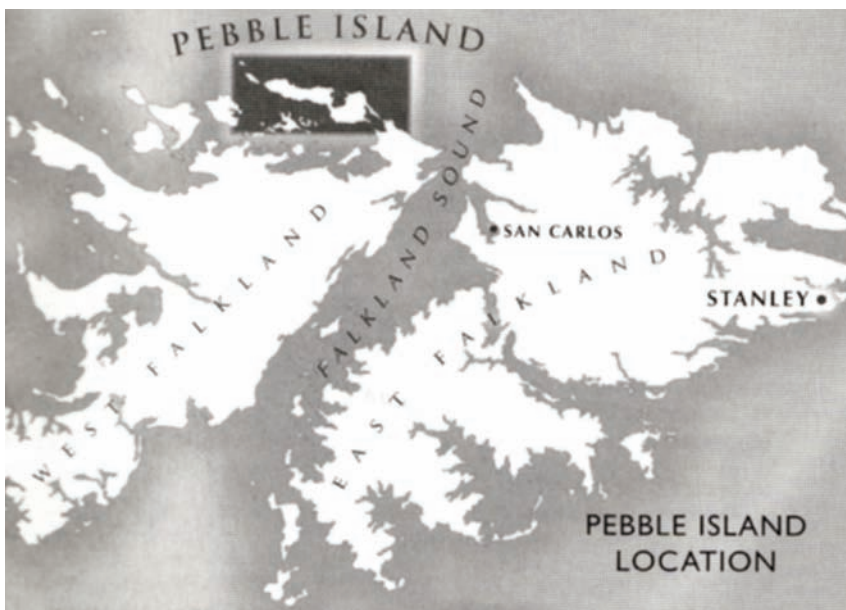 PEBBLE ISLAND
FALKLAND SOUND
WEST FALKLAND
SAN CARLOS
EAST FALKLAND
STANLEY
PEBBLE ISLAND
LOCATION